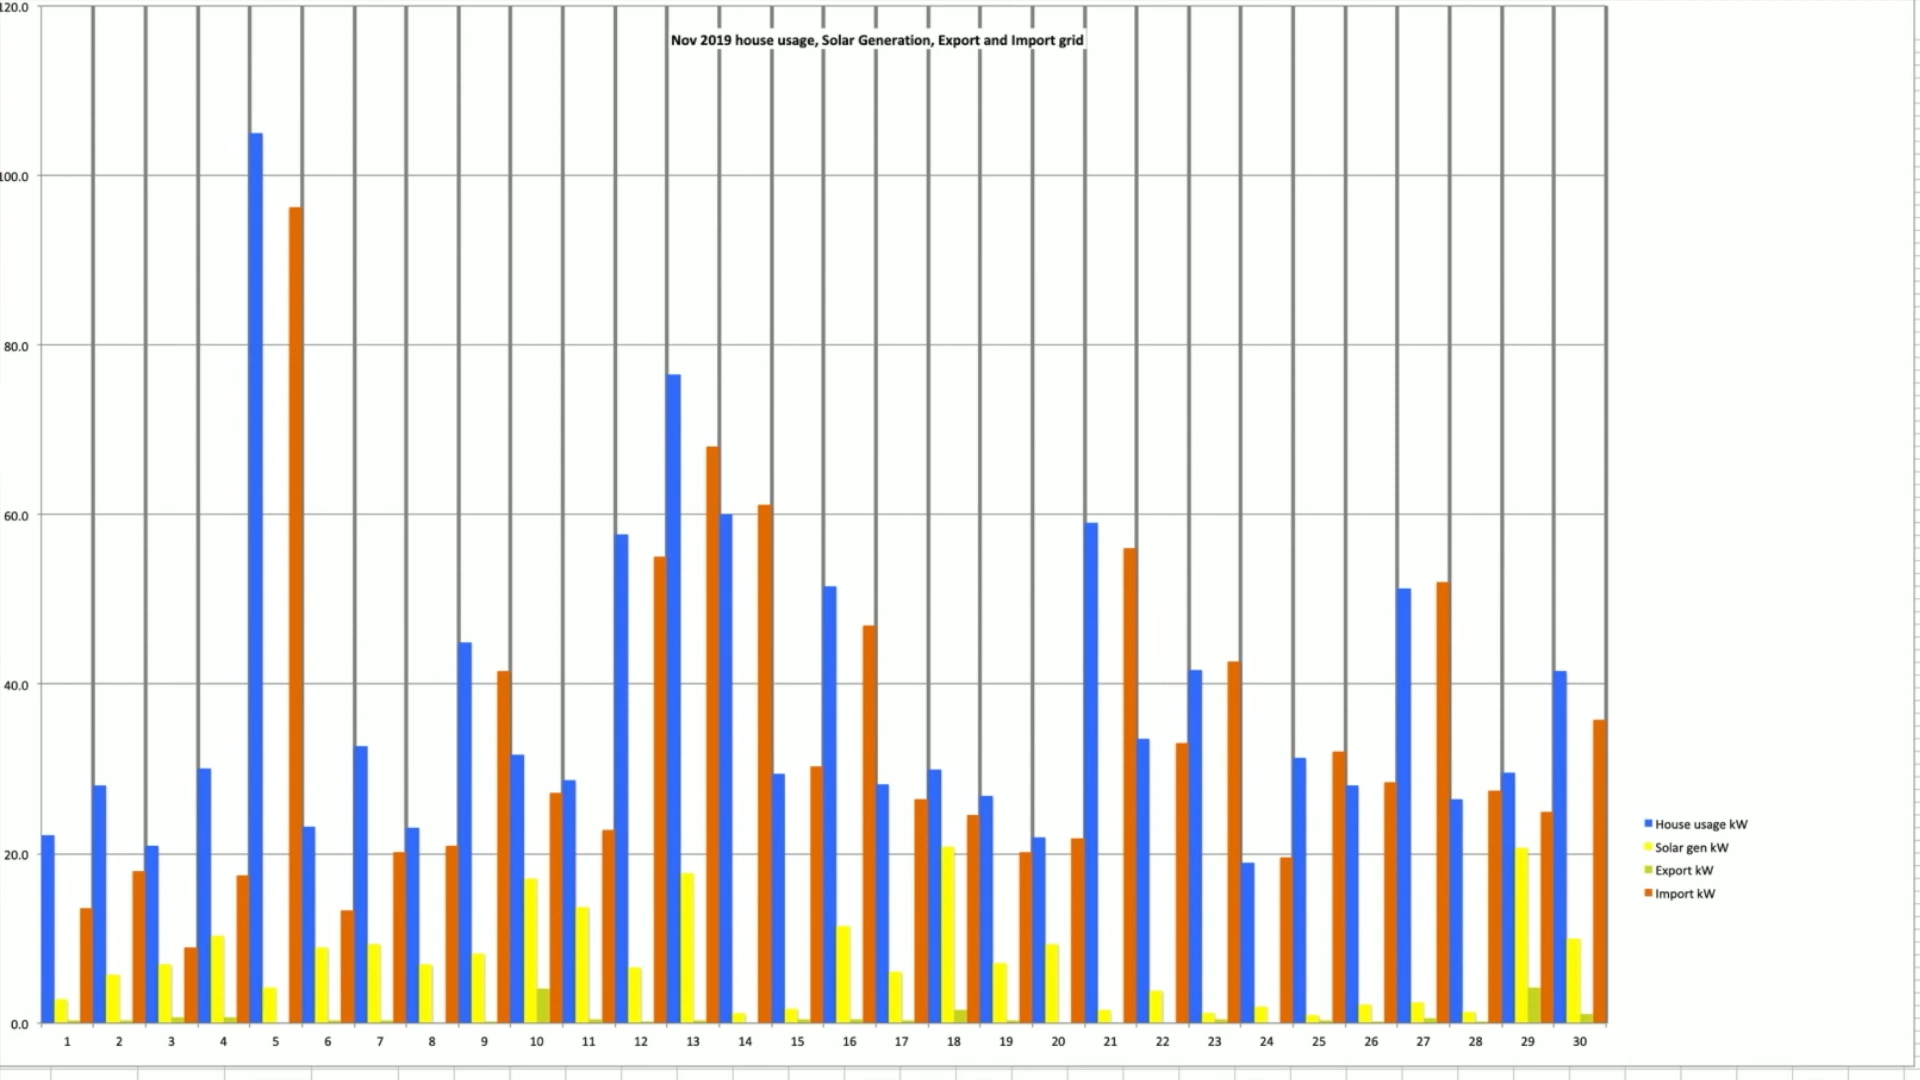 Nov 2019 house usage, Solar Generation, Export and Import grid
120.0
100.0
80.0
60.0
40.0
20.0
0.0
1 2 3 4 5 6 7 8 9 10 11 12 13 14 15 16 17 18 19 20 21 22 23 24 25 26 27 28 29 30
House usage kW
Solar gen kW
Export kW
Import kW